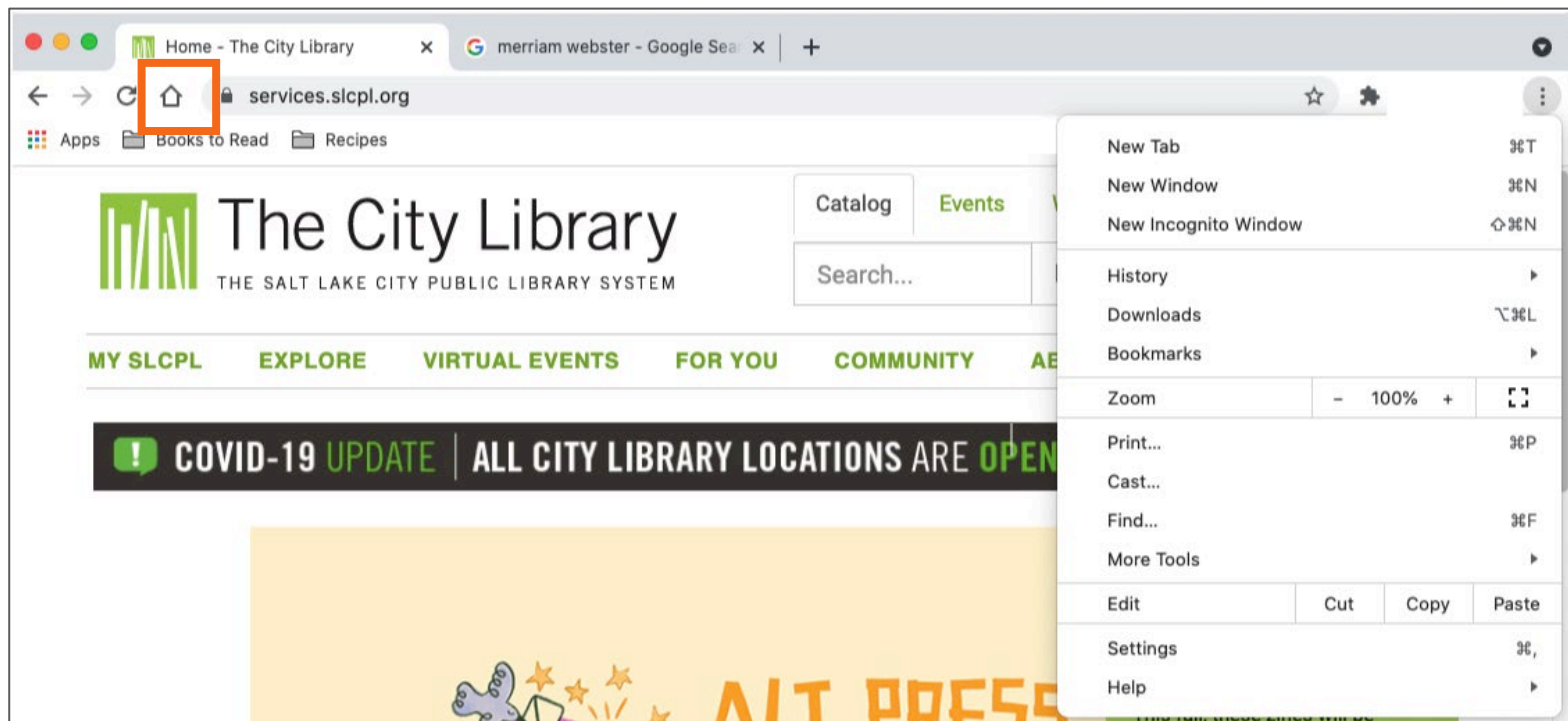 Home - The City Library
merriam webster - Google Sea
services.slcpl.org
Apps Books to Read Recipes
The City Library
THE SALT LAKE CITY PUBLIC LIBRARY SYSTEM
Catalog Events
Search...
MY SLCPL EXPLORE VIRTUAL EVENTS FOR YOU COMMUNITY
COVID-19 UPDATE | ALL CITY LIBRARY LOCATIONS ARE OPEN
ALT PRESS
New Tab ⌘T
New Window ⌘N
New Incognito Window ⇧⌘N
History
Downloads ⌥⌘L
Bookmarks
Zoom - 100% +
Print... ⌘P
Cast...
Find... ⌘F
More Tools
Edit Cut Copy Paste
Settings ⌘,
Help